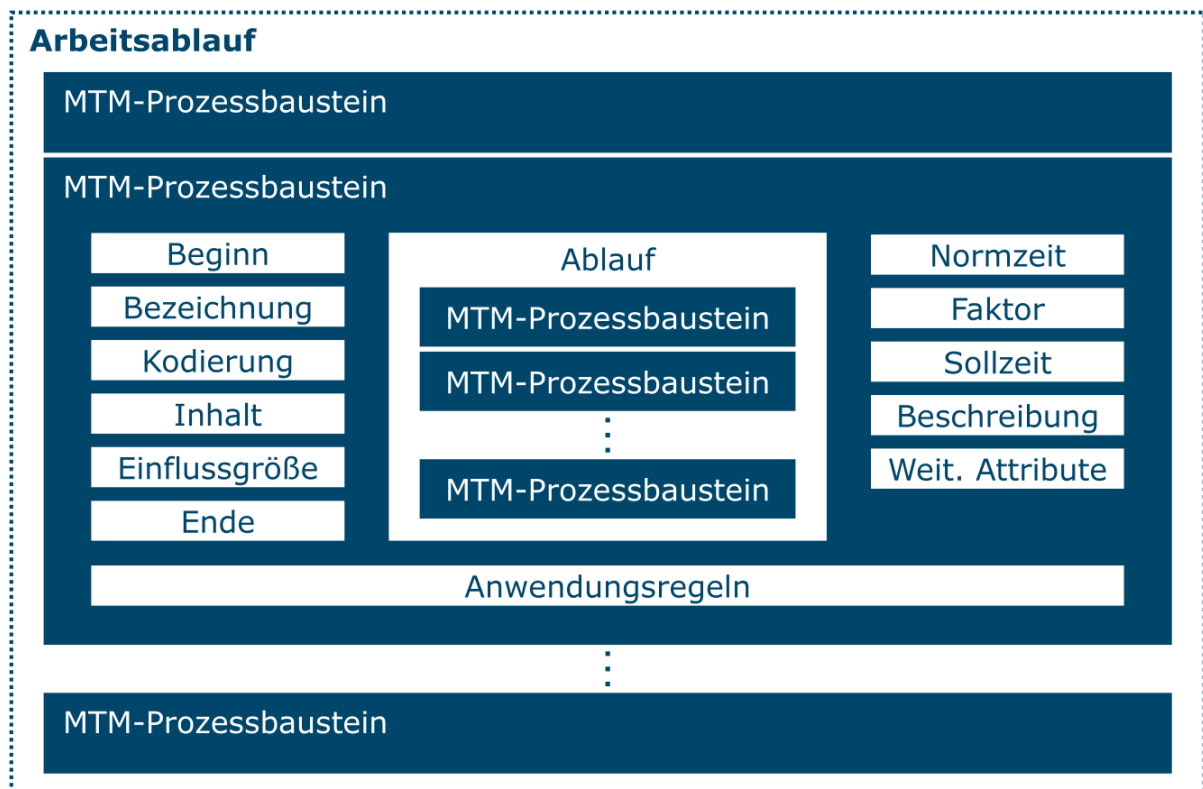 Arbeitsablauf
MTM-Prozessbaustein
MTM-Prozessbaustein
Beginn
Bezeichnung
Kodierung
Inhalt
Einflussgröße
Ende
Ablauf
MTM-Prozessbaustein
MTM-Prozessbaustein
MTM-Prozessbaustein
Normzeit
Faktor
Sollzeit
Beschreibung
Weit. Attribute
Anwendungsregeln
MTM-Prozessbaustein